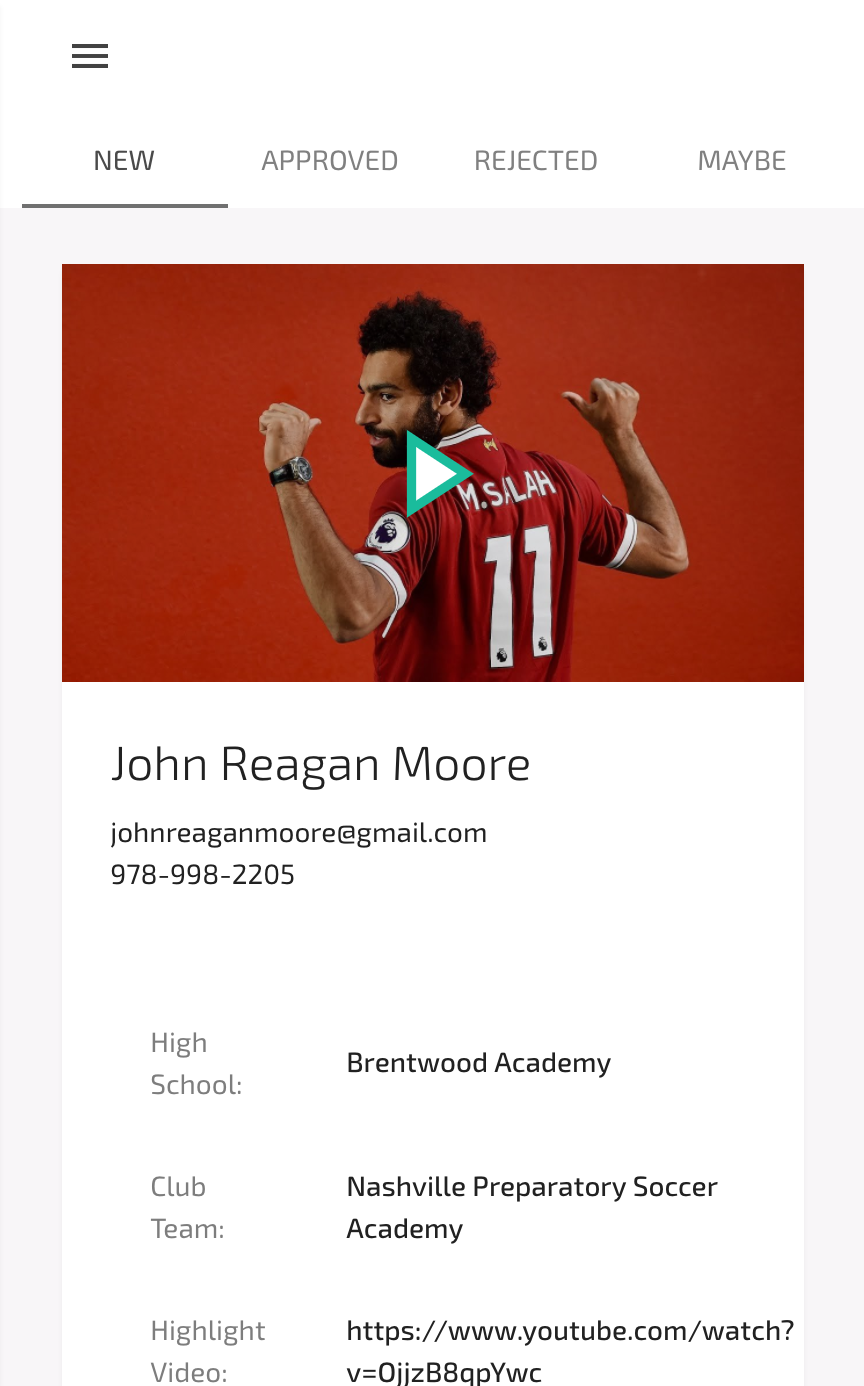 NEW APPROVED REJECTED MAYBE
M.SALAH
11
John Reagan Moore
johnreaganmoore@gmail.com
978-998-2205
High
School:
Brentwood Academy
Club
Team:
Nashville Preparatory Soccer
Academy
Highlight
Video:
https://www.youtube.com/watch?
v=OjjzB8qpYwc